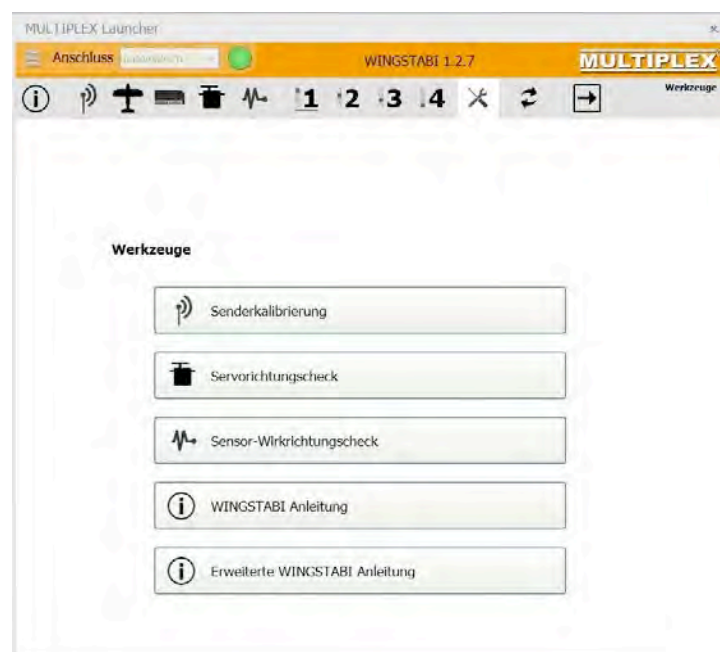 MULTIPLEX Launcher
Anschluss
WINGSTABI 1.2.7
MULTIPLEX
1 2 3 4
Werkzeuge
Werkzeuge
Senderkalibrierung
Servorichtungscheck
Sensor-Wirkrichtungscheck
WINGSTABI Anleitung
Erweiterte WINGSTABI Anleitung